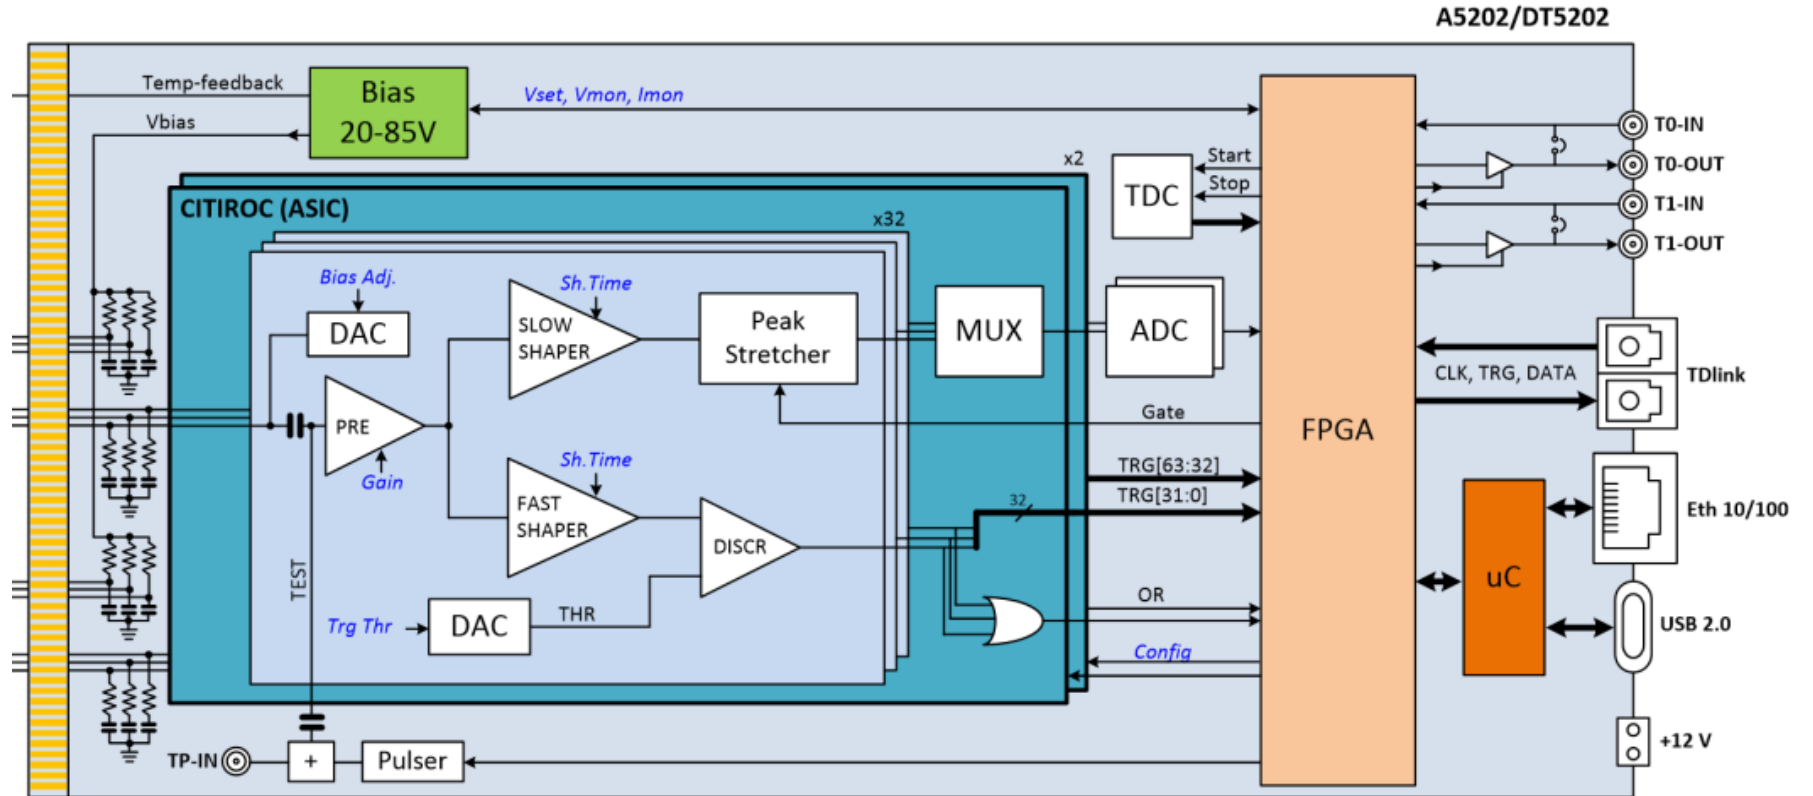 A5202/DT5202
Temp-feedback
Bias
20-85V
Vset, Vmon, Imon
Vbias
T0-IN
T0-OUT
T1-IN
T1-OUT
x2
TDC
Start
Stop
CITIROC (ASIC)
x32
Bias Adj.
DAC
Sh.Time
SLOW
SHAPER
Peak
Stretcher
MUX
ADC
CLK, TRG, DATA
TDlink
PRE
Gain
Gate
FPGA
TRG[63:32]
TRG[31:0]
32
Sh.Time
FAST
SHAPER
DISCR
Eth 10/100
uC
TEST
Trg Thr
DAC
THR
OR
USB 2.0
Config
TP-IN
+
Pulser
+12 V